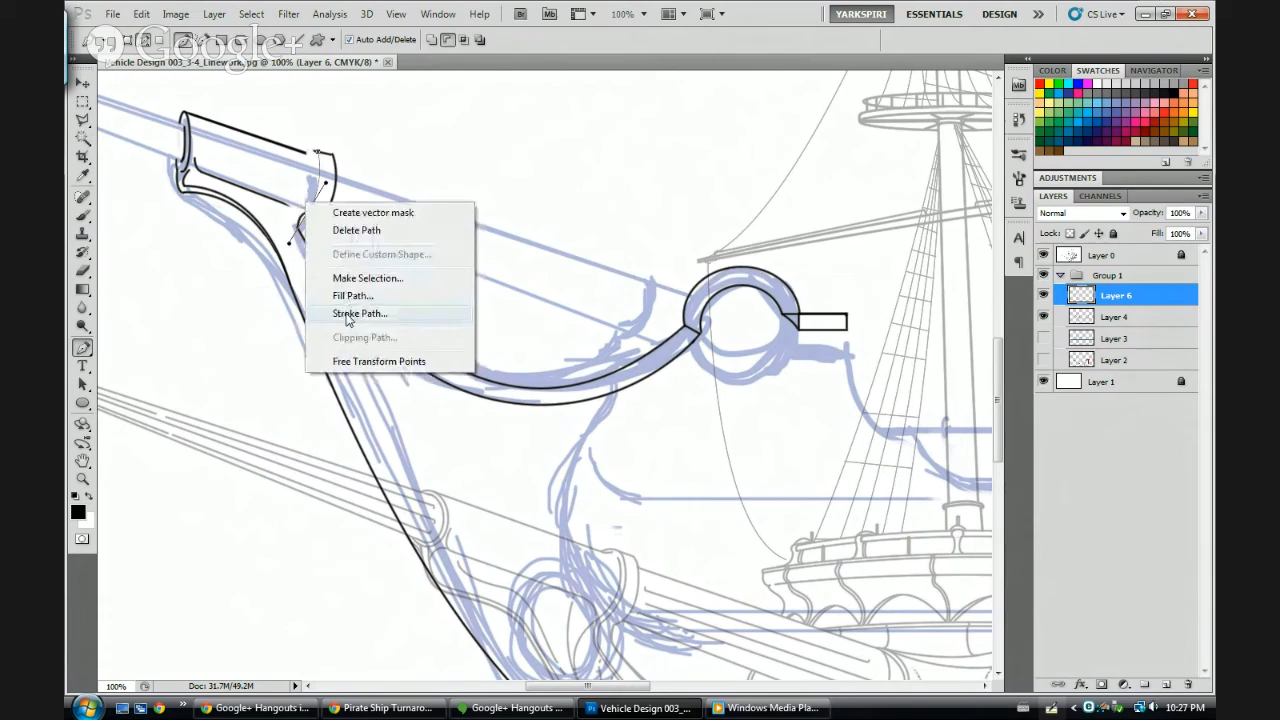 Ps File Edit Image Layer Select Filter Analysis 3D View Window Help Br Mb 100% YARKSPIRI ESSENTIALS DESIGN CS Live
Google+
Auto Add/Delete
Vehicle Design 003_3-4_Linework.jpg @ 100% (Layer 6, CMYK/8) *
COLOR SWATCHES NAVIGATOR
ADJUSTMENTS
LAYERS CHANNELS
Normal Opacity: 100%
Lock: Fill: 100%
Layer 0
Group 1
Layer 6
Layer 4
Layer 3
Layer 2
Layer 1
Create vector mask
Delete Path
Define Custom Shape...
Make Selection...
Fill Path...
Stroke Path...
Clipping Path...
Free Transform Points
100% Doc: 31.7M/49.2M
Google+ Hangouts i... Pirate Ship Turnaro... Google+ Hangouts ... Vehicle Design 003_... Windows Media Pla... 10:27 PM